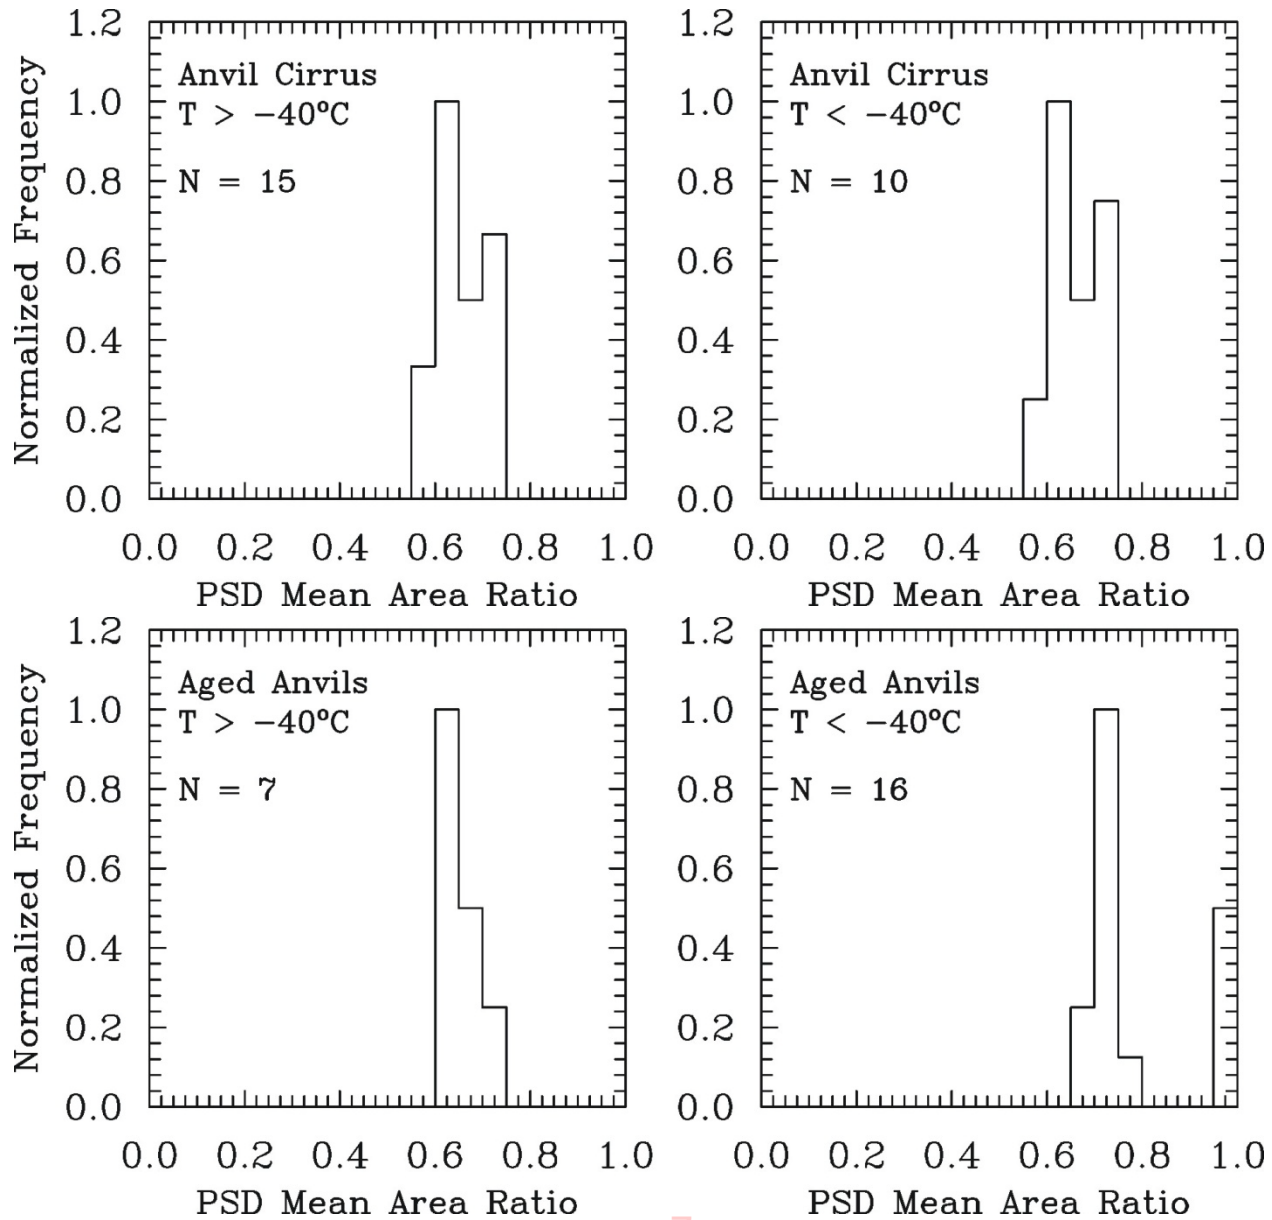 1.2
1.0
0.8
0.6
0.4
0.2
0.0
Normalized Frequency
Anvil Cirrus
T > −40°C
N = 15
0.0 0.2 0.4 0.6 0.8 1.0
PSD Mean Area Ratio
1.2
1.0
0.8
0.6
0.4
0.2
0.0
Anvil Cirrus
T < −40°C
N = 10
0.0 0.2 0.4 0.6 0.8 1.0
PSD Mean Area Ratio
1.2
1.0
0.8
0.6
0.4
0.2
0.0
Normalized Frequency
Aged Anvils
T > −40°C
N = 7
0.0 0.2 0.4 0.6 0.8 1.0
PSD Mean Area Ratio
1.2
1.0
0.8
0.6
0.4
0.2
0.0
Aged Anvils
T < −40°C
N = 16
0.0 0.2 0.4 0.6 0.8 1.0
PSD Mean Area Ratio